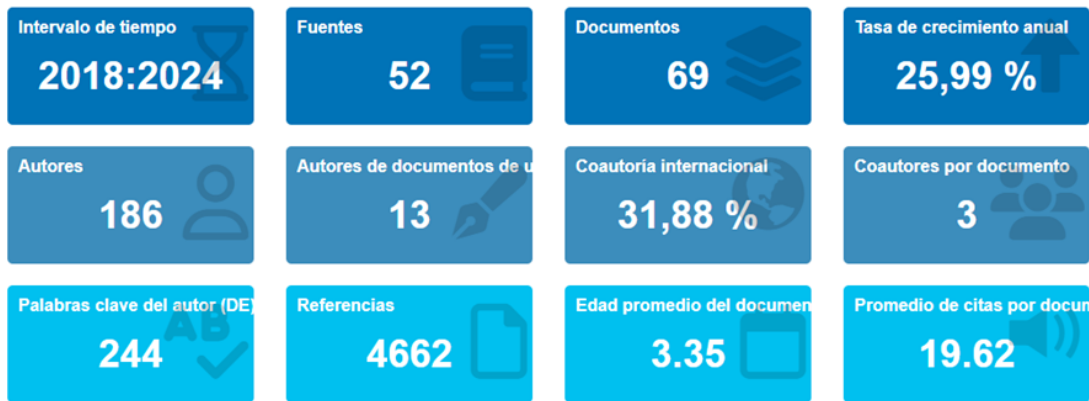 Intervalo de tiempo
2018:2024
Fuentes
52
Documentos
69
Tasa de crecimiento anual
25,99 %
Autores
186
Autores de documentos de u
13
Coautoría internacional
31,88 %
Coautores por documento
3
Palabras clave del autor (DE)
244
AB
Referencias
4662
Edad promedio del documen
3.35
Promedio de citas por docum
19.62